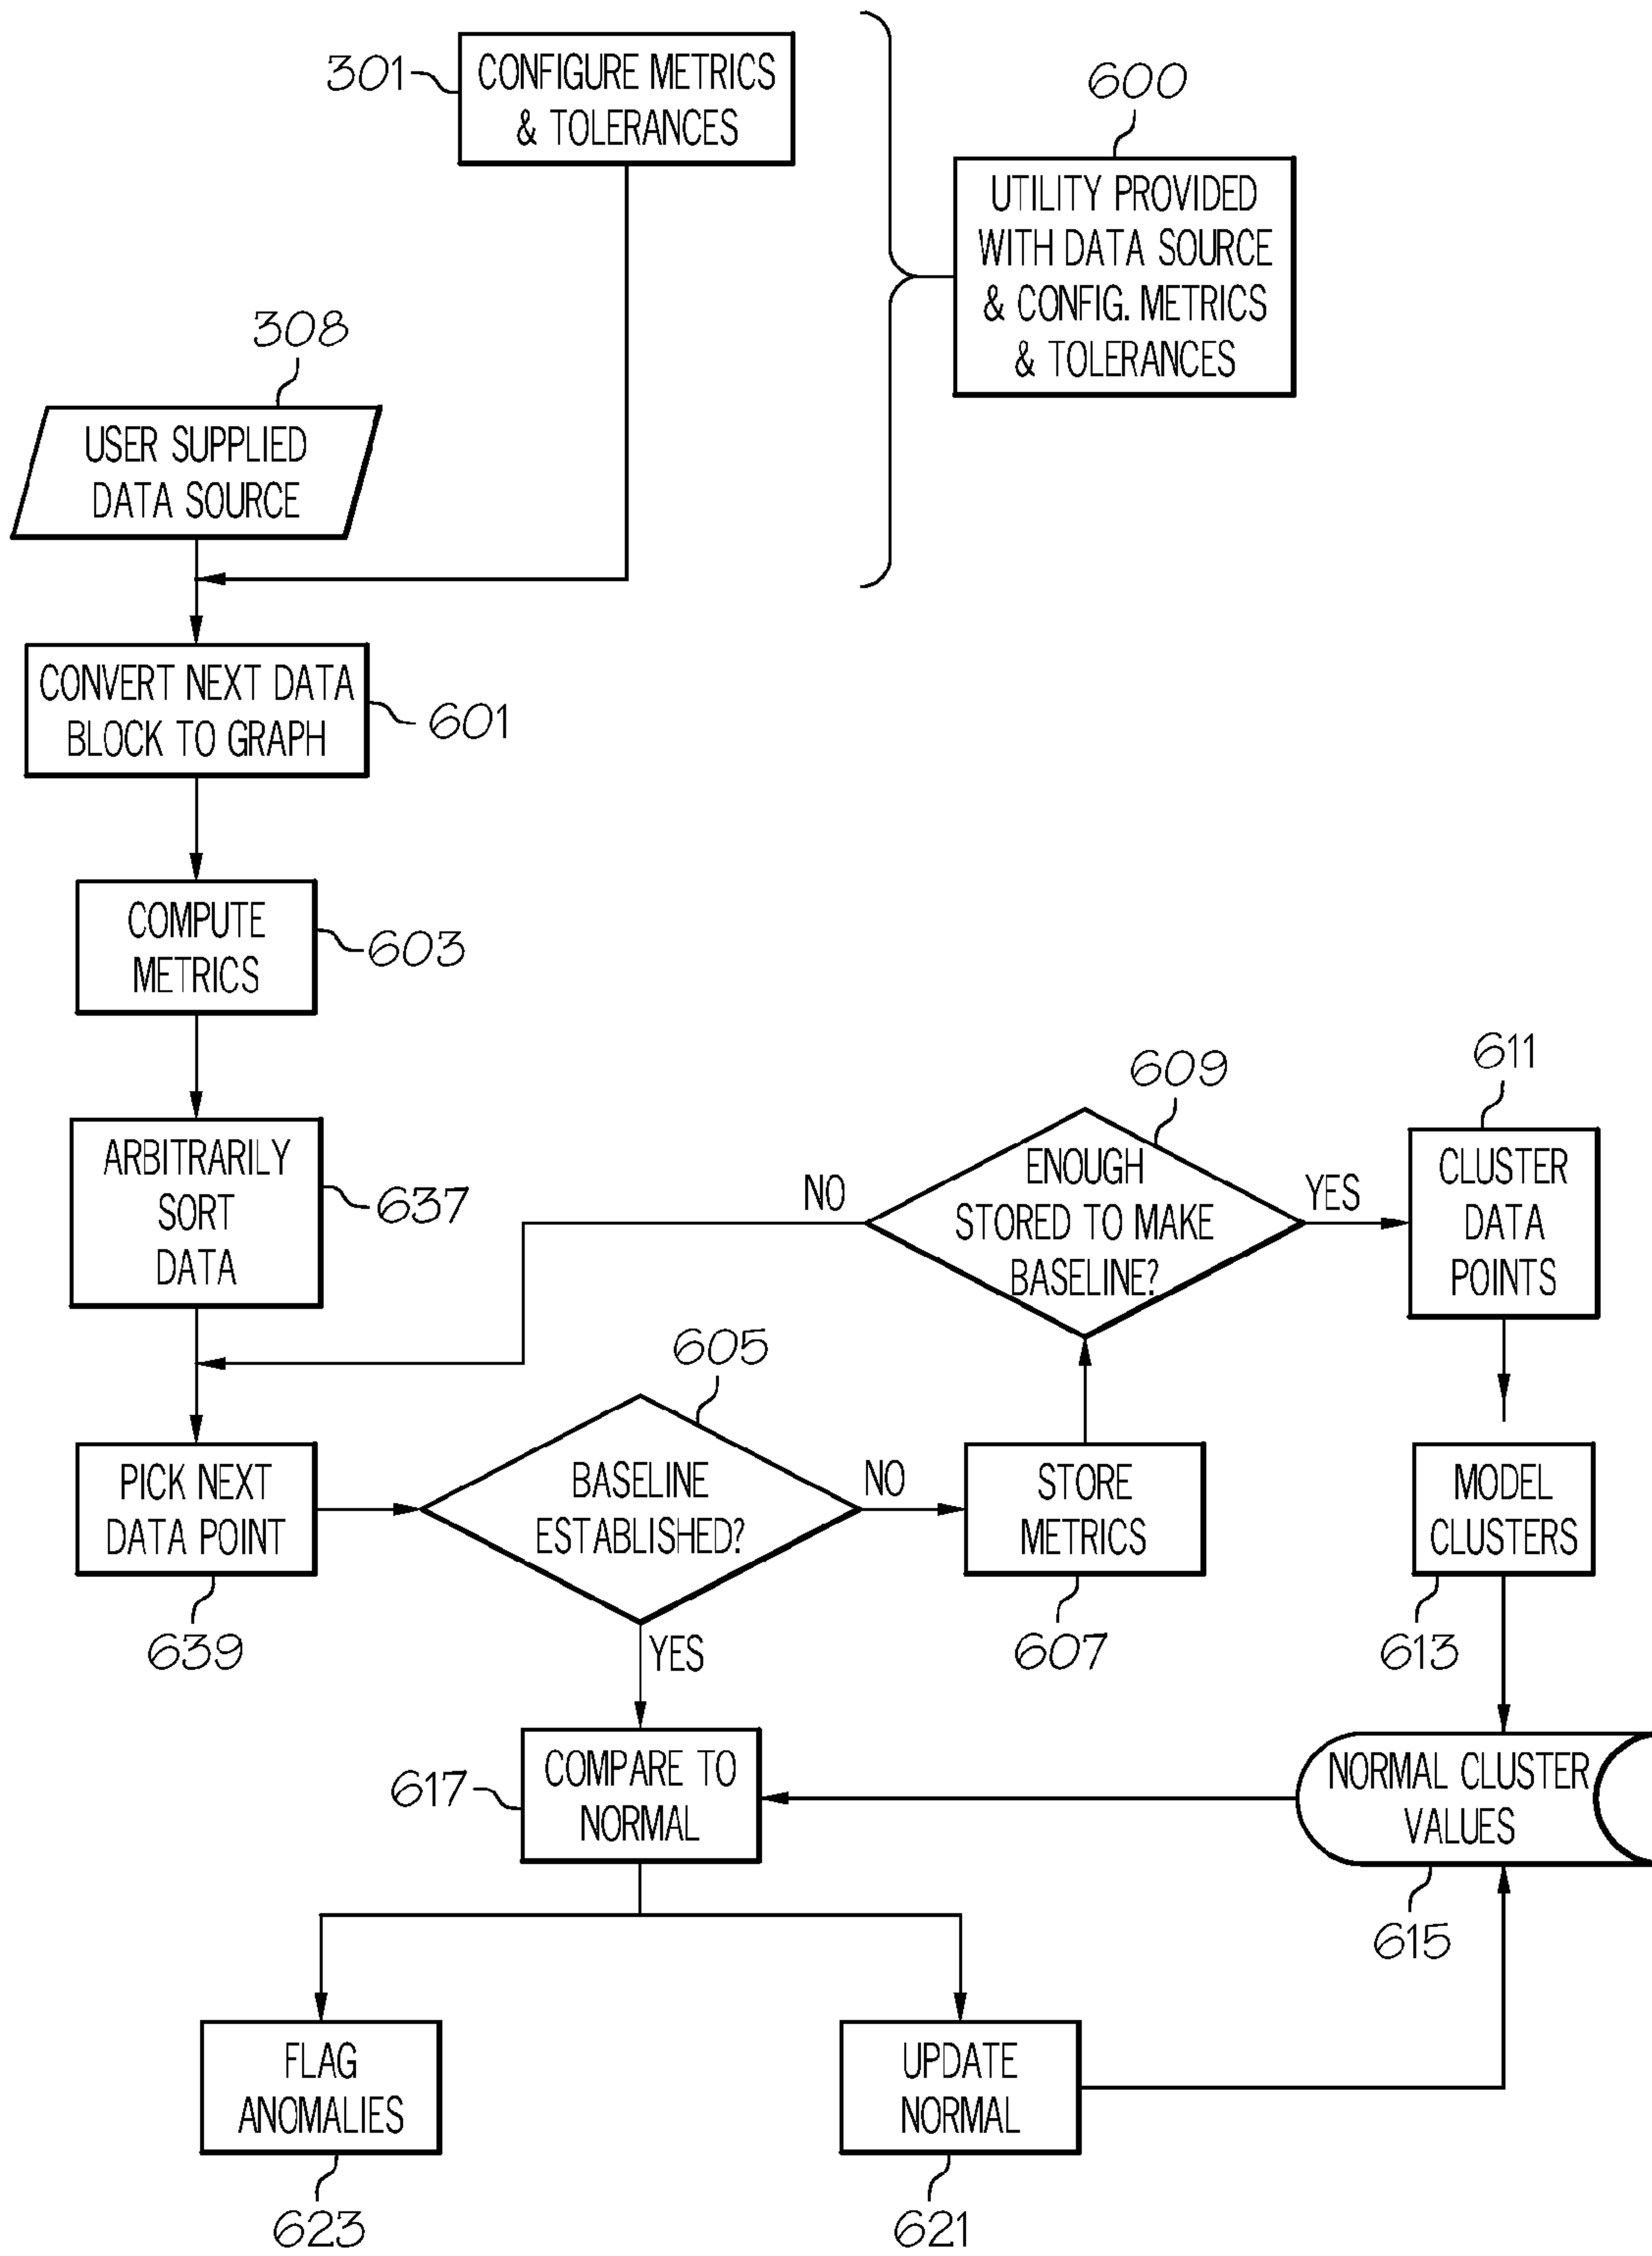 301
CONFIGURE METRICS
& TOLERANCES
600
UTILITY PROVIDED
WITH DATA SOURCE
& CONFIG. METRICS
& TOLERANCES
308
USER SUPPLIED
DATA SOURCE
CONVERT NEXT DATA
BLOCK TO GRAPH
601
COMPUTE
METRICS
603
ARBITRARILY
SORT
DATA
637
609
ENOUGH
STORED TO MAKE
BASELINE?
NO
YES
611
CLUSTER
DATA
POINTS
605
PICK NEXT
DATA POINT
639
BASELINE
ESTABLISHED?
NO
YES
STORE
METRICS
607
MODEL
CLUSTERS
613
617
COMPARE TO
NORMAL
NORMAL CLUSTER
VALUES
615
FLAG
ANOMALIES
623
UPDATE
NORMAL
621